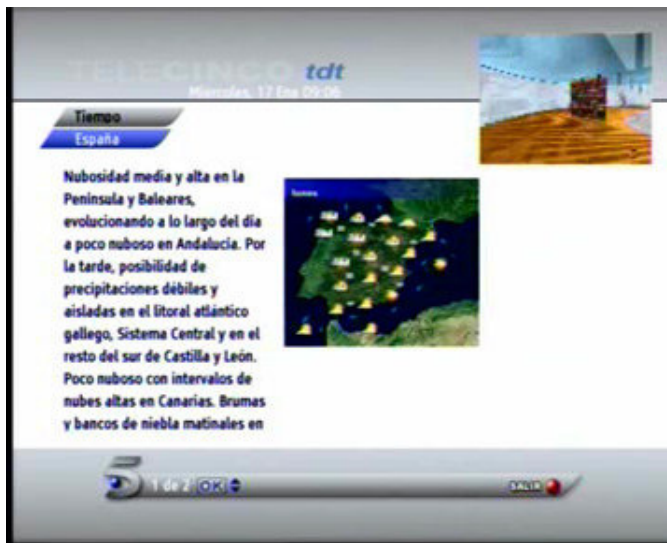 TELECINCO tdt
Miercoles, 17 Ene 09:06
Tiempo
España
Nubosidad media y alta en la
Península y Baleares,
evolucionando a lo largo del día
a poco nuboso en Andalucía. Por
la tarde, posibilidad de
precipitaciones débiles y
aisladas en el litoral atlántico
gallego, Sistema Central y en el
resto del sur de Castilla y León.
Poco nuboso con intervalos de
nubes altas en Canarias. Brumas
y bancos de niebla matinales en
lunes
5
1 de 2 OK
SALIR